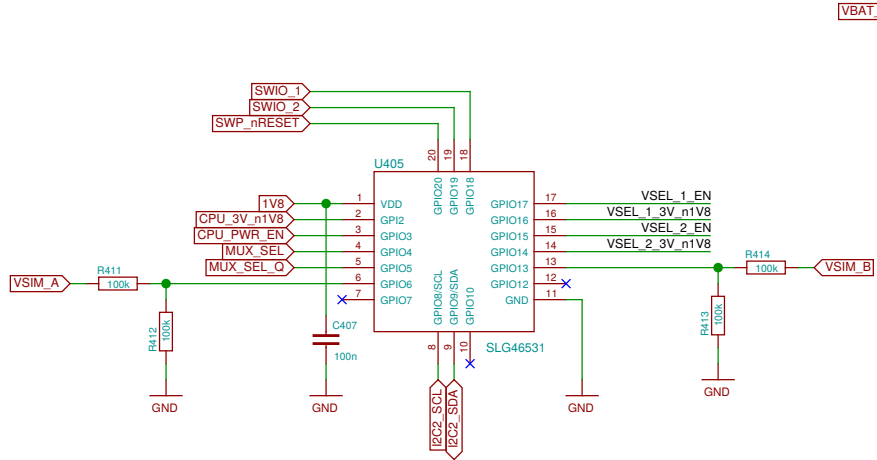 VBAT_
SWIO_1
SWIO_2
SWP_nRESET
20
19
18
U405
GPIO20
GPIO19
GPIO18
1V8
1
VDD
GPIO17
17
VSEL_1_EN
CPU_3V_n1V8
2
GPI2
GPIO16
16
VSEL_1_3V_n1V8
CPU_PWR_EN
3
GPIO3
GPIO15
15
VSEL_2_EN
MUX_SEL
4
GPIO4
GPIO14
14
VSEL_2_3V_n1V8
MUX_SEL_Q
5
GPIO5
GPIO13
13
R414
100k
VSIM_B
VSIM_A
R411
100k
6
GPIO6
GPIO12
12
7
GPIO7
GND
11
GPIO8/SCL
GPIO9/SDA
GPIO10
R412
100k
C407
100n
R413
100k
8
9
10
SLG46531
I2C2_SCL
I2C2_SDA
GND
GND
GND
GND